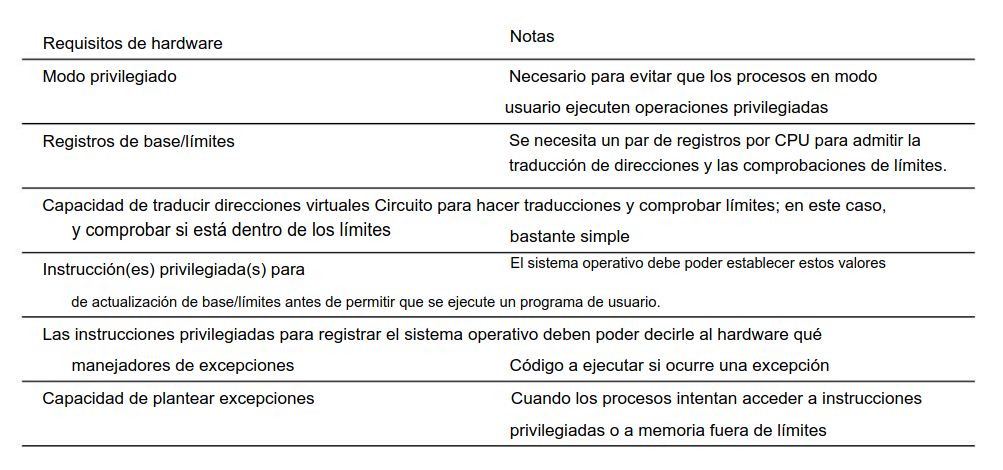 Requisitos de hardware Notas
Modo privilegiado Necesario para evitar que los procesos en modo
usuario ejecuten operaciones privilegiadas
Registros de base/límites Se necesita un par de registros por CPU para admitir la
traducción de direcciones y las comprobaciones de límites.
Capacidad de traducir direcciones virtuales Circuito para hacer traducciones y comprobar límites; en este caso,
y comprobar si está dentro de los límites bastante simple
Instrucción(es) privilegiada(s) para El sistema operativo debe poder establecer estos valores
de actualización de base/límites antes de permitir que se ejecute un programa de usuario.
Las instrucciones privilegiadas para registrar el sistema operativo deben poder decirle al hardware qué
manejadores de excepciones Código a ejecutar si ocurre una excepción
Capacidad de plantear excepciones Cuando los procesos intentan acceder a instrucciones
privilegiadas o a memoria fuera de límites